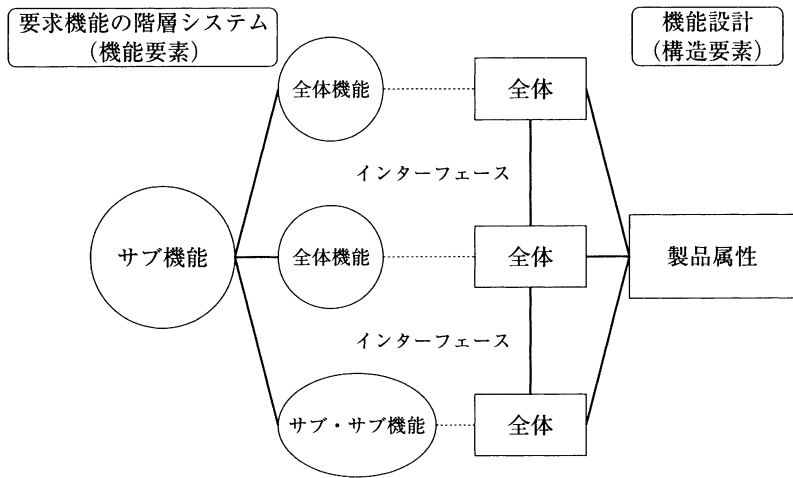 要求機能の階層システム
(機能要素)
機能設計
(構造要素)
全体機能
全体
インターフェース
サブ機能
全体機能
全体
製品属性
インターフェース
サブ・サブ機能
全体